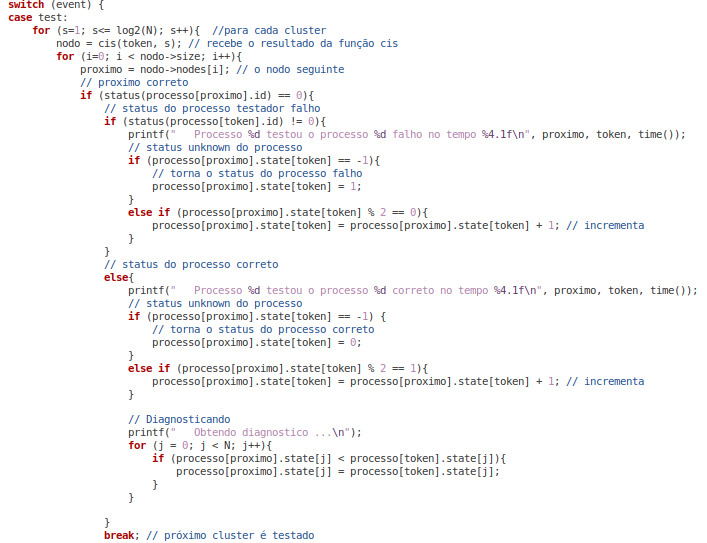 switch (event) {
case test:
    for (s=1; s<= log2(N); s++){  //para cada cluster
        nodo = cis(token, s); // recebe o resultado da função cis
        for (i=0; i < nodo->size; i++){
            proximo = nodo->nodes[i]; // o nodo seguinte
            // proximo correto
            if (status(processo[proximo].id) == 0){
                // status do processo testador falho
                if (status(processo[token].id) != 0){
                    printf("   Processo %d testou o processo %d falho no tempo %4.1f\n", proximo, token, time());
                    // status unknown do processo
                    if (processo[proximo].state[token] == -1){
                        // torna o status do processo falho
                        processo[proximo].state[token] = 1;
                    }
                    else if (processo[proximo].state[token] % 2 == 0){
                        processo[proximo].state[token] = processo[proximo].state[token] + 1; // incrementa
                    }
                }
                // status do processo correto
                else{
                    printf("   Processo %d testou o processo %d correto no tempo %4.1f\n", proximo, token, time());
                    // status unknown do processo
                    if (processo[proximo].state[token] == -1) {
                        // torna o status do processo correto
                        processo[proximo].state[token] = 0;
                    }
                    else if (processo[proximo].state[token] % 2 == 1){
                        processo[proximo].state[token] = processo[proximo].state[token] + 1; // incrementa
                    }

                    // Diagnosticando
                    printf("   Obtendo diagnostico ...\n");
                    for (j = 0; j < N; j++){
                        if (processo[proximo].state[j] < processo[token].state[j]){
                            processo[proximo].state[j] = processo[token].state[j];
                        }
                    }

                }
                break; // próximo cluster é testado